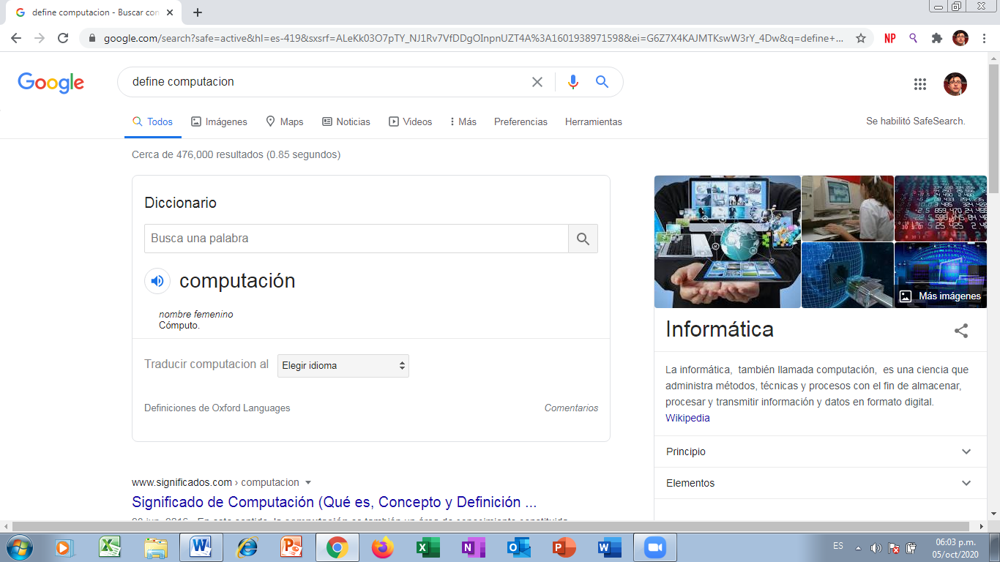 define computacion - Buscar con
google.com/search?safe=active&hl=es-419&sxsrf=ALeKk03O7pTY_NJ1Rv7VfDDgOInpnUZT4A%3A1601938971598&ei=G6Z7X4KAJMTKswW3rY_4Dw&q=define+...
NP
Google
define computacion
Todos
Imágenes
Maps
Noticias
Videos
Más
Preferencias
Herramientas
Se habilitó SafeSearch.
Cerca de 476,000 resultados (0.85 segundos)
Diccionario
Busca una palabra
computación
nombre femenino
Cómputo.
Traducir computacion al
Elegir idioma
Definiciones de Oxford Languages
Comentarios
www.significados.com › computacion
Significado de Computación (Qué es, Concepto y Definición ...
Más imágenes
Informática
La informática, también llamada computación, es una ciencia que
administra métodos, técnicas y procesos con el fin de almacenar,
procesar y transmitir información y datos en formato digital.
Wikipedia
Principio
Elementos
ES
06:03 p.m.
05/oct/2020